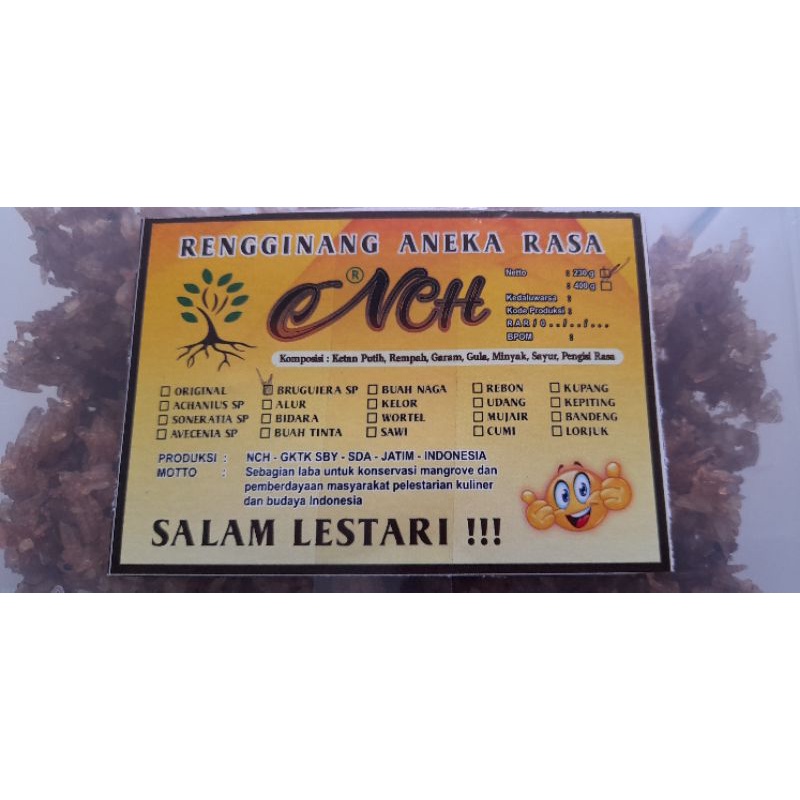 RENGGINANG ANEKA RASA
NCH ®
Netto : 230 g
: 400 g
Kedaluwarsa :
Kode Produksi :
RAR/0../../...
BPOM :
Komposisi : Ketan Putih, Rempah, Garam, Gula, Minyak, Sayur, Pengisi Rasa
ORIGINAL BRUGUIERA SP BUAH NAGA REBON KUPANG
ACHANIUS SP ALUR KELOR UDANG KEPITING
SONERATIA SP BIDARA WORTEL MUJAIR BANDENG
AVECENIA SP BUAH TINTA SAWI CUMI LORJUK
PRODUKSI : NCH - GKTK SBY - SDA - JATIM - INDONESIA
MOTTO : Sebagian laba untuk konservasi mangrove dan
pemberdayaan masyarakat pelestarian kuliner
dan budaya Indonesia
SALAM LESTARI !!!